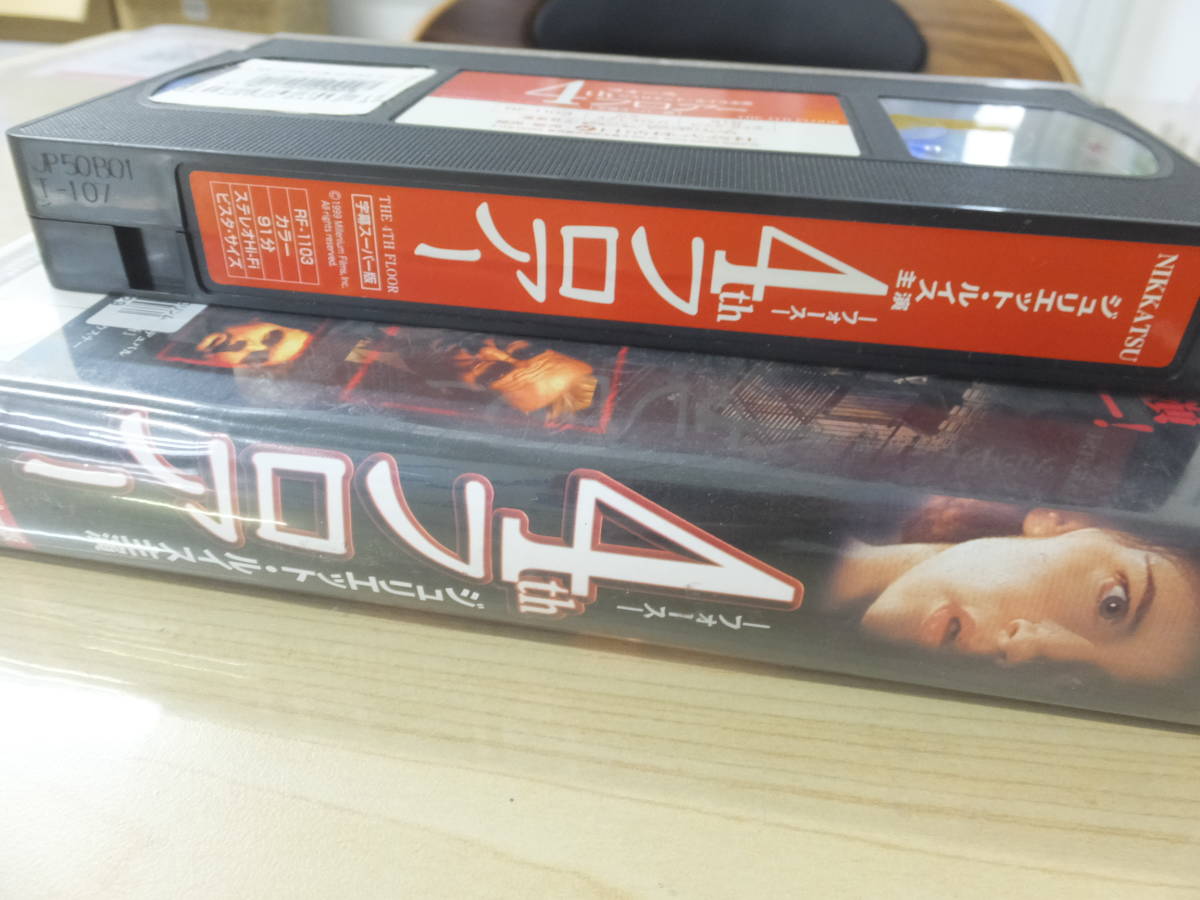 JP50B01
I-107
NIKKATSU
ジュリエット・ルイス
主演
ーフォースー
4th
フロアー
THE 4TH FLOOR
字幕スーパー版
©1999 Millenium Films, Inc.
All rights reserved.
RF-1103
カラー
91分
ステレオHi-Fi
ビスタ・サイズ
ーフォースー
4th
フロアー
ジュリエット・ルイス主演